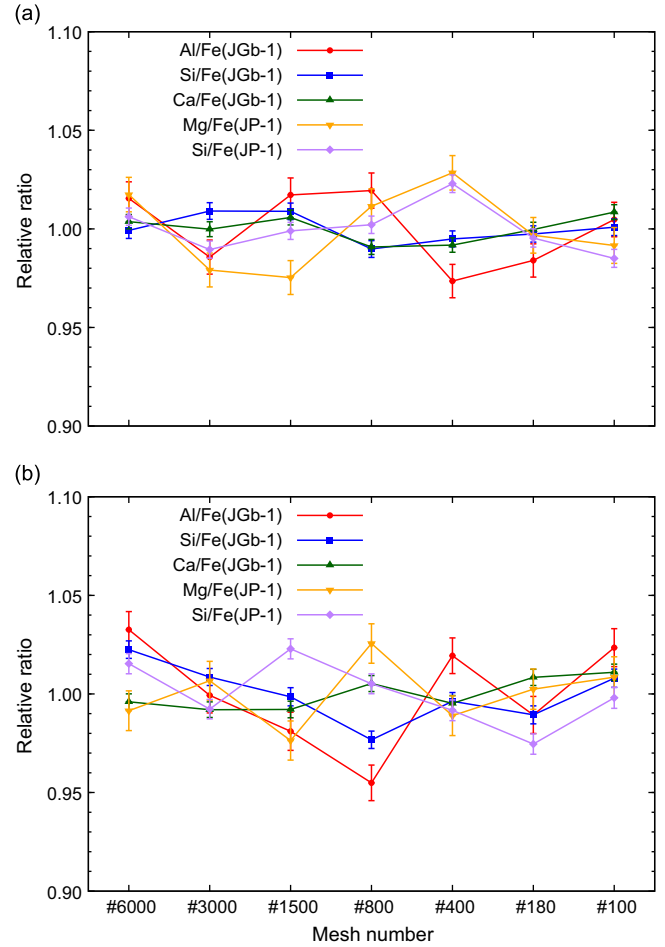 (a)
1.10
1.05
1.00
0.95
0.90
Relative ratio
Al/Fe(JGb-1)
Si/Fe(JGb-1)
Ca/Fe(JGb-1)
Mg/Fe(JP-1)
Si/Fe(JP-1)
(b)
1.10
1.05
1.00
0.95
0.90
Relative ratio
Al/Fe(JGb-1)
Si/Fe(JGb-1)
Ca/Fe(JGb-1)
Mg/Fe(JP-1)
Si/Fe(JP-1)
#6000 #3000 #1500 #800 #400 #180 #100
Mesh number